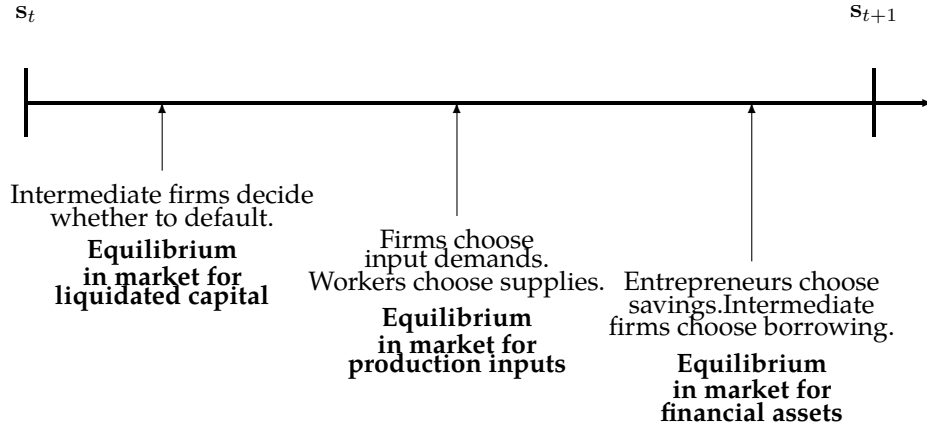 s_t
s_{t+1}
Intermediate firms decide
whether to default.
Equilibrium
in market for
liquidated capital
Firms choose
input demands.
Workers choose supplies.
Equilibrium
in market for
production inputs
Entrepreneurs choose
savings.Intermediate
firms choose borrowing.
Equilibrium
in market for
financial assets